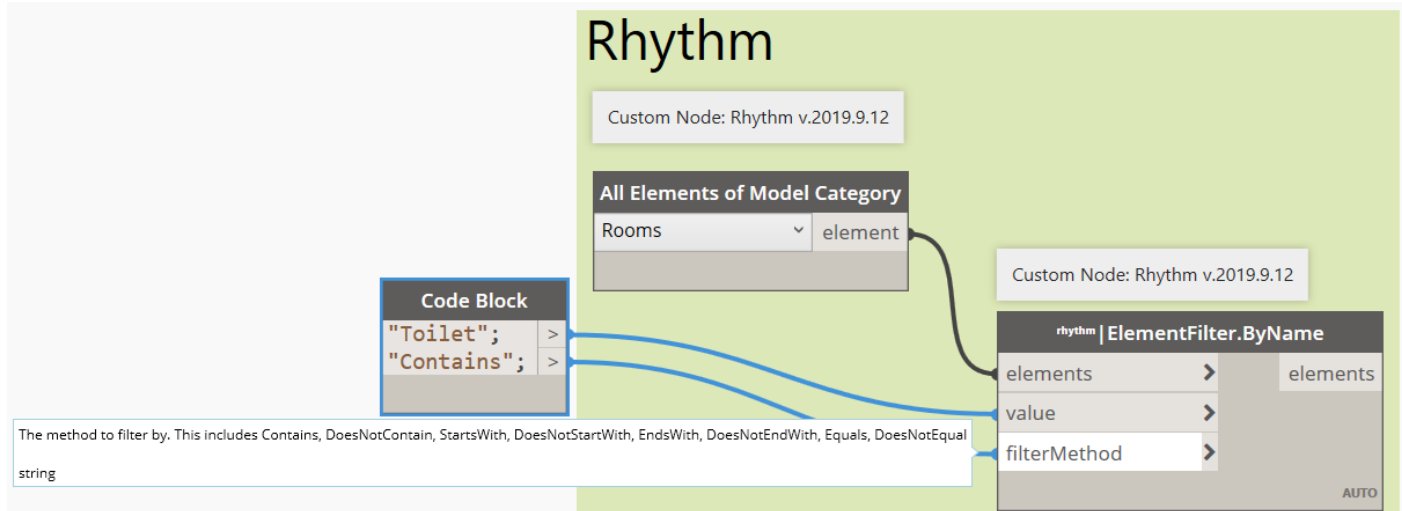 Rhythm
Custom Node: Rhythm v.2019.9.12
All Elements of Model Category
Rooms
element
Custom Node: Rhythm v.2019.9.12
Code Block
"Toilet"; >
"Contains"; >
rhythm|ElementFilter.ByName
elements
elements
value
filterMethod
AUTO
The method to filter by. This includes Contains, DoesNotContain, StartsWith, DoesNotStartWith, EndsWith, DoesNotEndWith, Equals, DoesNotEqual
string